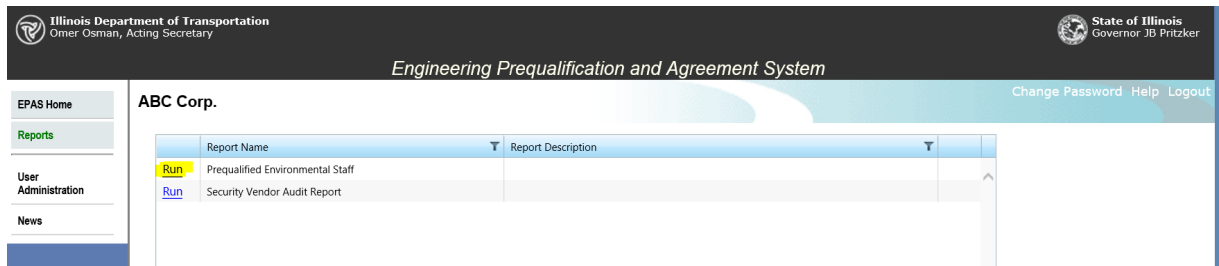 Illinois Department of Transportation
Omer Osman, Acting Secretary
State of Illinois
Governor JB Pritzker
Engineering Prequalification and Agreement System
Change Password Help Logout
EPAS Home
Reports
User
Administration
News
ABC Corp.
Report Name Report Description
Run Prequalified Environmental Staff
Run Security Vendor Audit Report